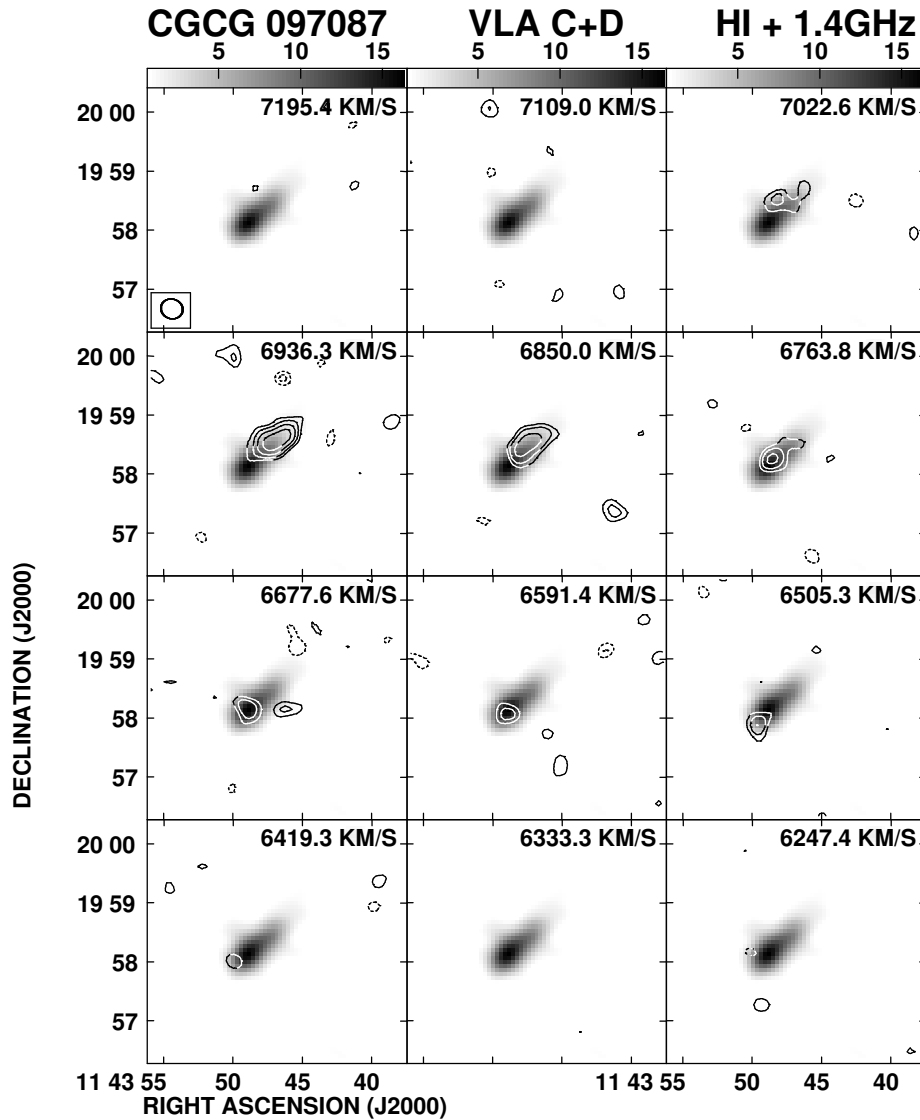 CGCG 097087 VLA C+D HI + 1.4GHz
5 10 15 5 10 15 5 10 15
7195.4 KM/S 7109.0 KM/S 7022.6 KM/S
20 00
19 59
58
57
6936.3 KM/S 6850.0 KM/S 6763.8 KM/S
20 00
19 59
58
57
6677.6 KM/S 6591.4 KM/S 6505.3 KM/S
20 00
19 59
58
57
6419.3 KM/S 6333.3 KM/S 6247.4 KM/S
20 00
19 59
58
57
DECLINATION (J2000)
11 43 55 50 45 40 11 43 55 50 45 40
RIGHT ASCENSION (J2000)